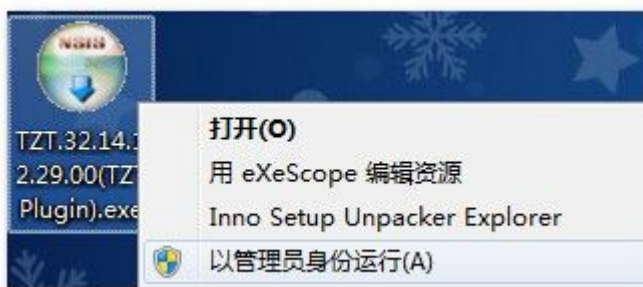 NSIS
TZT.32.14.1
2.29.00(TZ
Plugin).exe
打开(O)
用 eXeScope 编辑资源
Inno Setup Unpacker Explorer
以管理员身份运行(A)